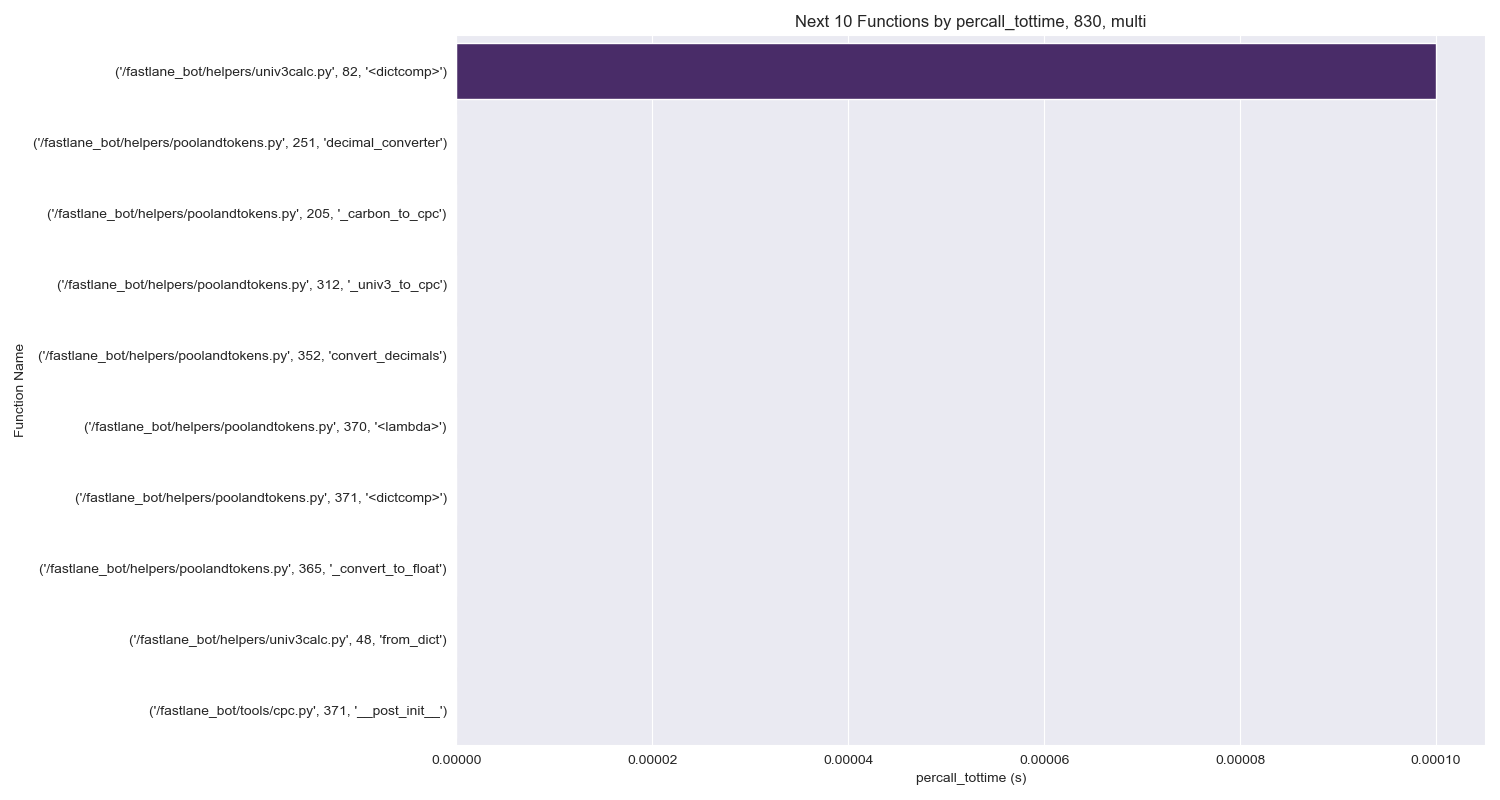 Next 10 Functions by percall_tottime, 830, multi
('/fastlane_bot/helpers/univ3calc.py', 82, '<dictcomp>')
('/fastlane_bot/helpers/poolandtokens.py', 251, 'decimal_converter')
('/fastlane_bot/helpers/poolandtokens.py', 205, '_carbon_to_cpc')
('/fastlane_bot/helpers/poolandtokens.py', 312, '_univ3_to_cpc')
('/fastlane_bot/helpers/poolandtokens.py', 352, 'convert_decimals')
('/fastlane_bot/helpers/poolandtokens.py', 370, '<lambda>')
('/fastlane_bot/helpers/poolandtokens.py', 371, '<dictcomp>')
('/fastlane_bot/helpers/poolandtokens.py', 365, '_convert_to_float')
('/fastlane_bot/helpers/univ3calc.py', 48, 'from_dict')
('/fastlane_bot/tools/cpc.py', 371, '__post_init__')
Function Name
0.00000 0.00002 0.00004 0.00006 0.00008 0.00010
percall_tottime (s)